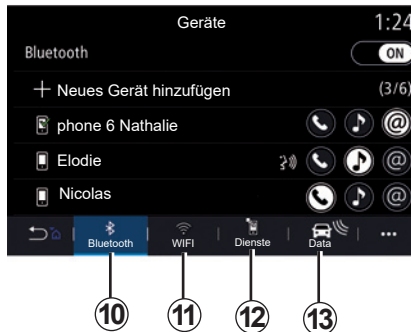 Geräte 1:24
Bluetooth ON
Neues Gerät hinzufügen (3/6)
phone 6 Nathalie @
Elodie @
Nicolas @
Bluetooth WIFI Dienste Data ...
10 11 12 13